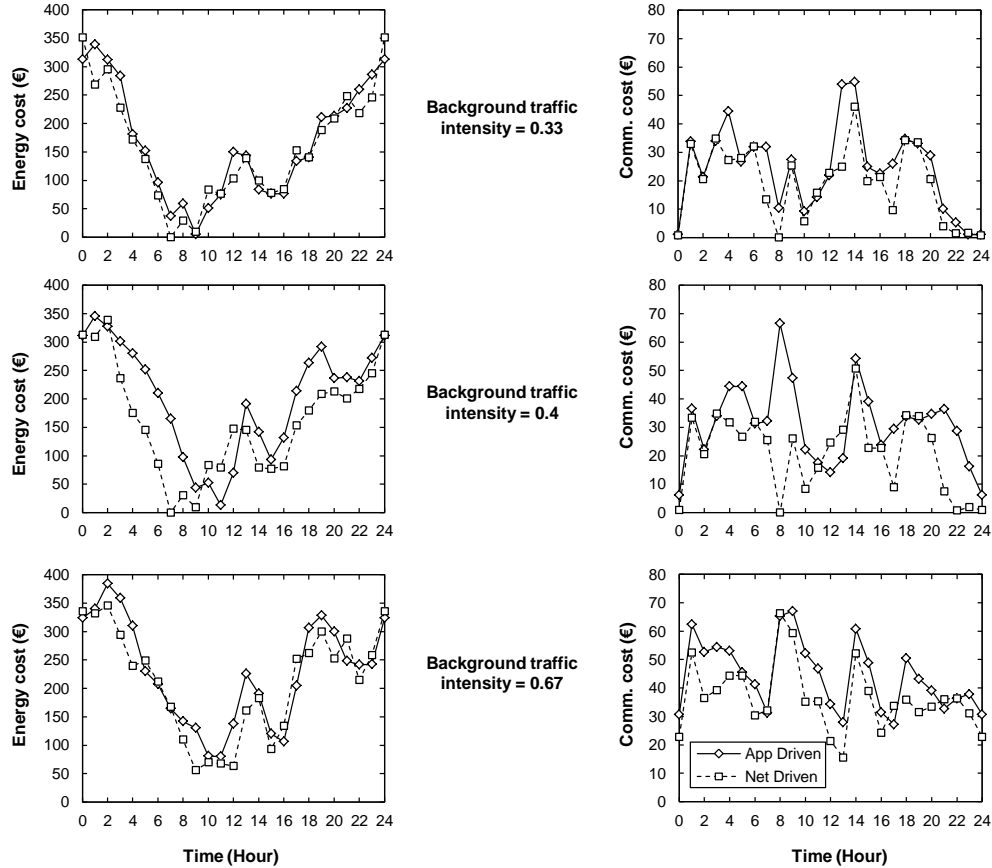 400
350
300
250
200
150
100
50
0
Energy cost (€)
0 2 4 6 8 10 12 14 16 18 20 22 24
Background traffic
intensity = 0.33
80
70
60
50
40
30
20
10
0
Comm. cost (€)
0 2 4 6 8 10 12 14 16 18 20 22 24
400
350
300
250
200
150
100
50
0
Energy cost (€)
0 2 4 6 8 10 12 14 16 18 20 22 24
Background traffic
intensity = 0.4
80
70
60
50
40
30
20
10
0
Comm. cost (€)
0 2 4 6 8 10 12 14 16 18 20 22 24
400
350
300
250
200
150
100
50
0
Energy cost (€)
0 2 4 6 8 10 12 14 16 18 20 22 24
Time (Hour)
Background traffic
intensity = 0.67
80
70
60
50
40
30
20
10
0
Comm. cost (€)
App Driven
Net Driven
0 2 4 6 8 10 12 14 16 18 20 22 24
Time (Hour)